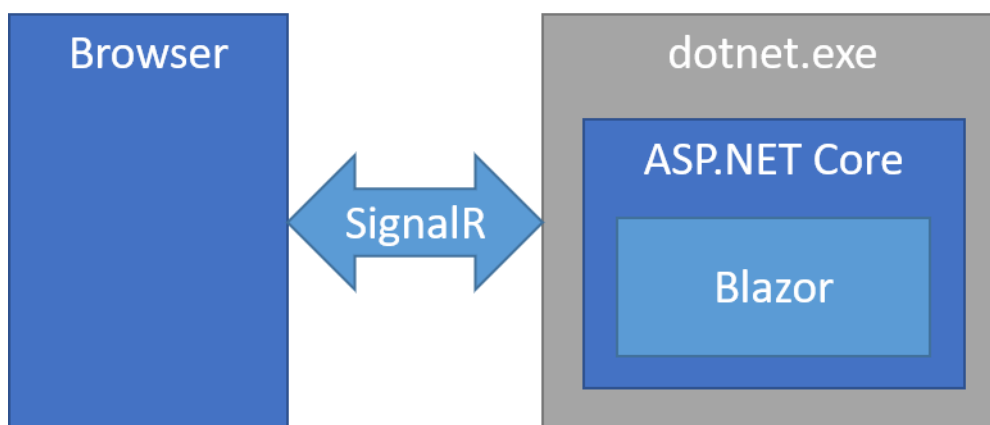 Browser
dotnet.exe
ASP.NET Core
SignalR
Blazor